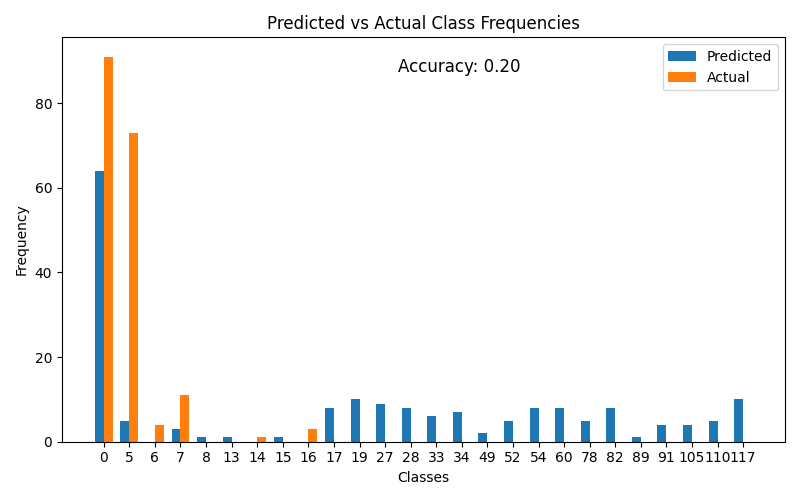 Predicted vs Actual Class Frequencies
Accuracy: 0.20
Predicted
Actual
Frequency
80
60
40
20
0
0 5 6 7 8 13 14 15 16 17 19 27 28 33 34 49 52 54 60 78 82 89 91 105 110 117
Classes